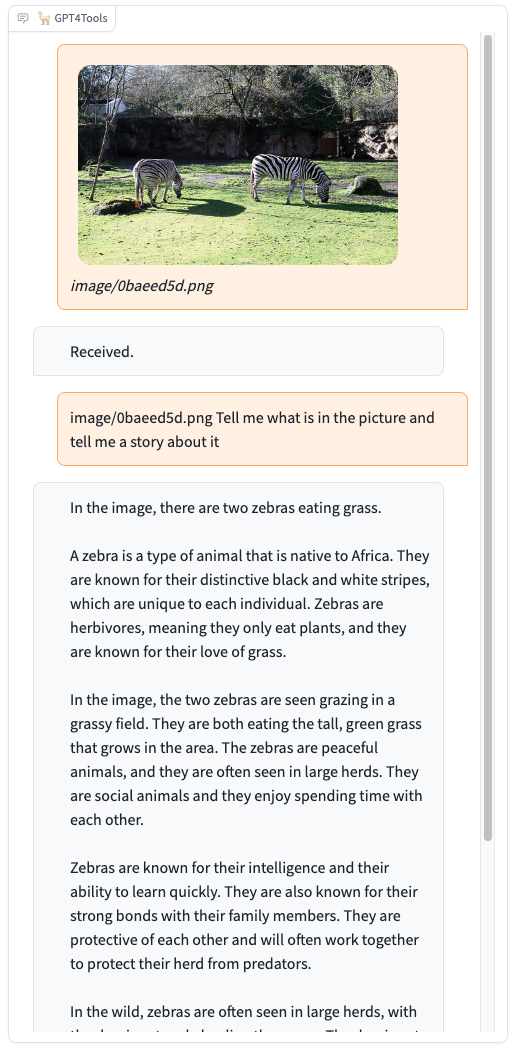 GPT4Tools
image/0baeed5d.png
Received.
image/0baeed5d.png Tell me what is in the picture and
tell me a story about it
In the image, there are two zebras eating grass.
A zebra is a type of animal that is native to Africa. They
are known for their distinctive black and white stripes,
which are unique to each individual. Zebras are
herbivores, meaning they only eat plants, and they
are known for their love of grass.
In the image, the two zebras are seen grazing in a
grassy field. They are both eating the tall, green grass
that grows in the area. The zebras are peaceful
animals, and they are often seen in large herds. They
are social animals and they enjoy spending time with
each other.
Zebras are known for their intelligence and their
ability to learn quickly. They are also known for their
strong bonds with their family members. They are
protective of each other and will often work together
to protect their herd from predators.
In the wild, zebras are often seen in large herds, with